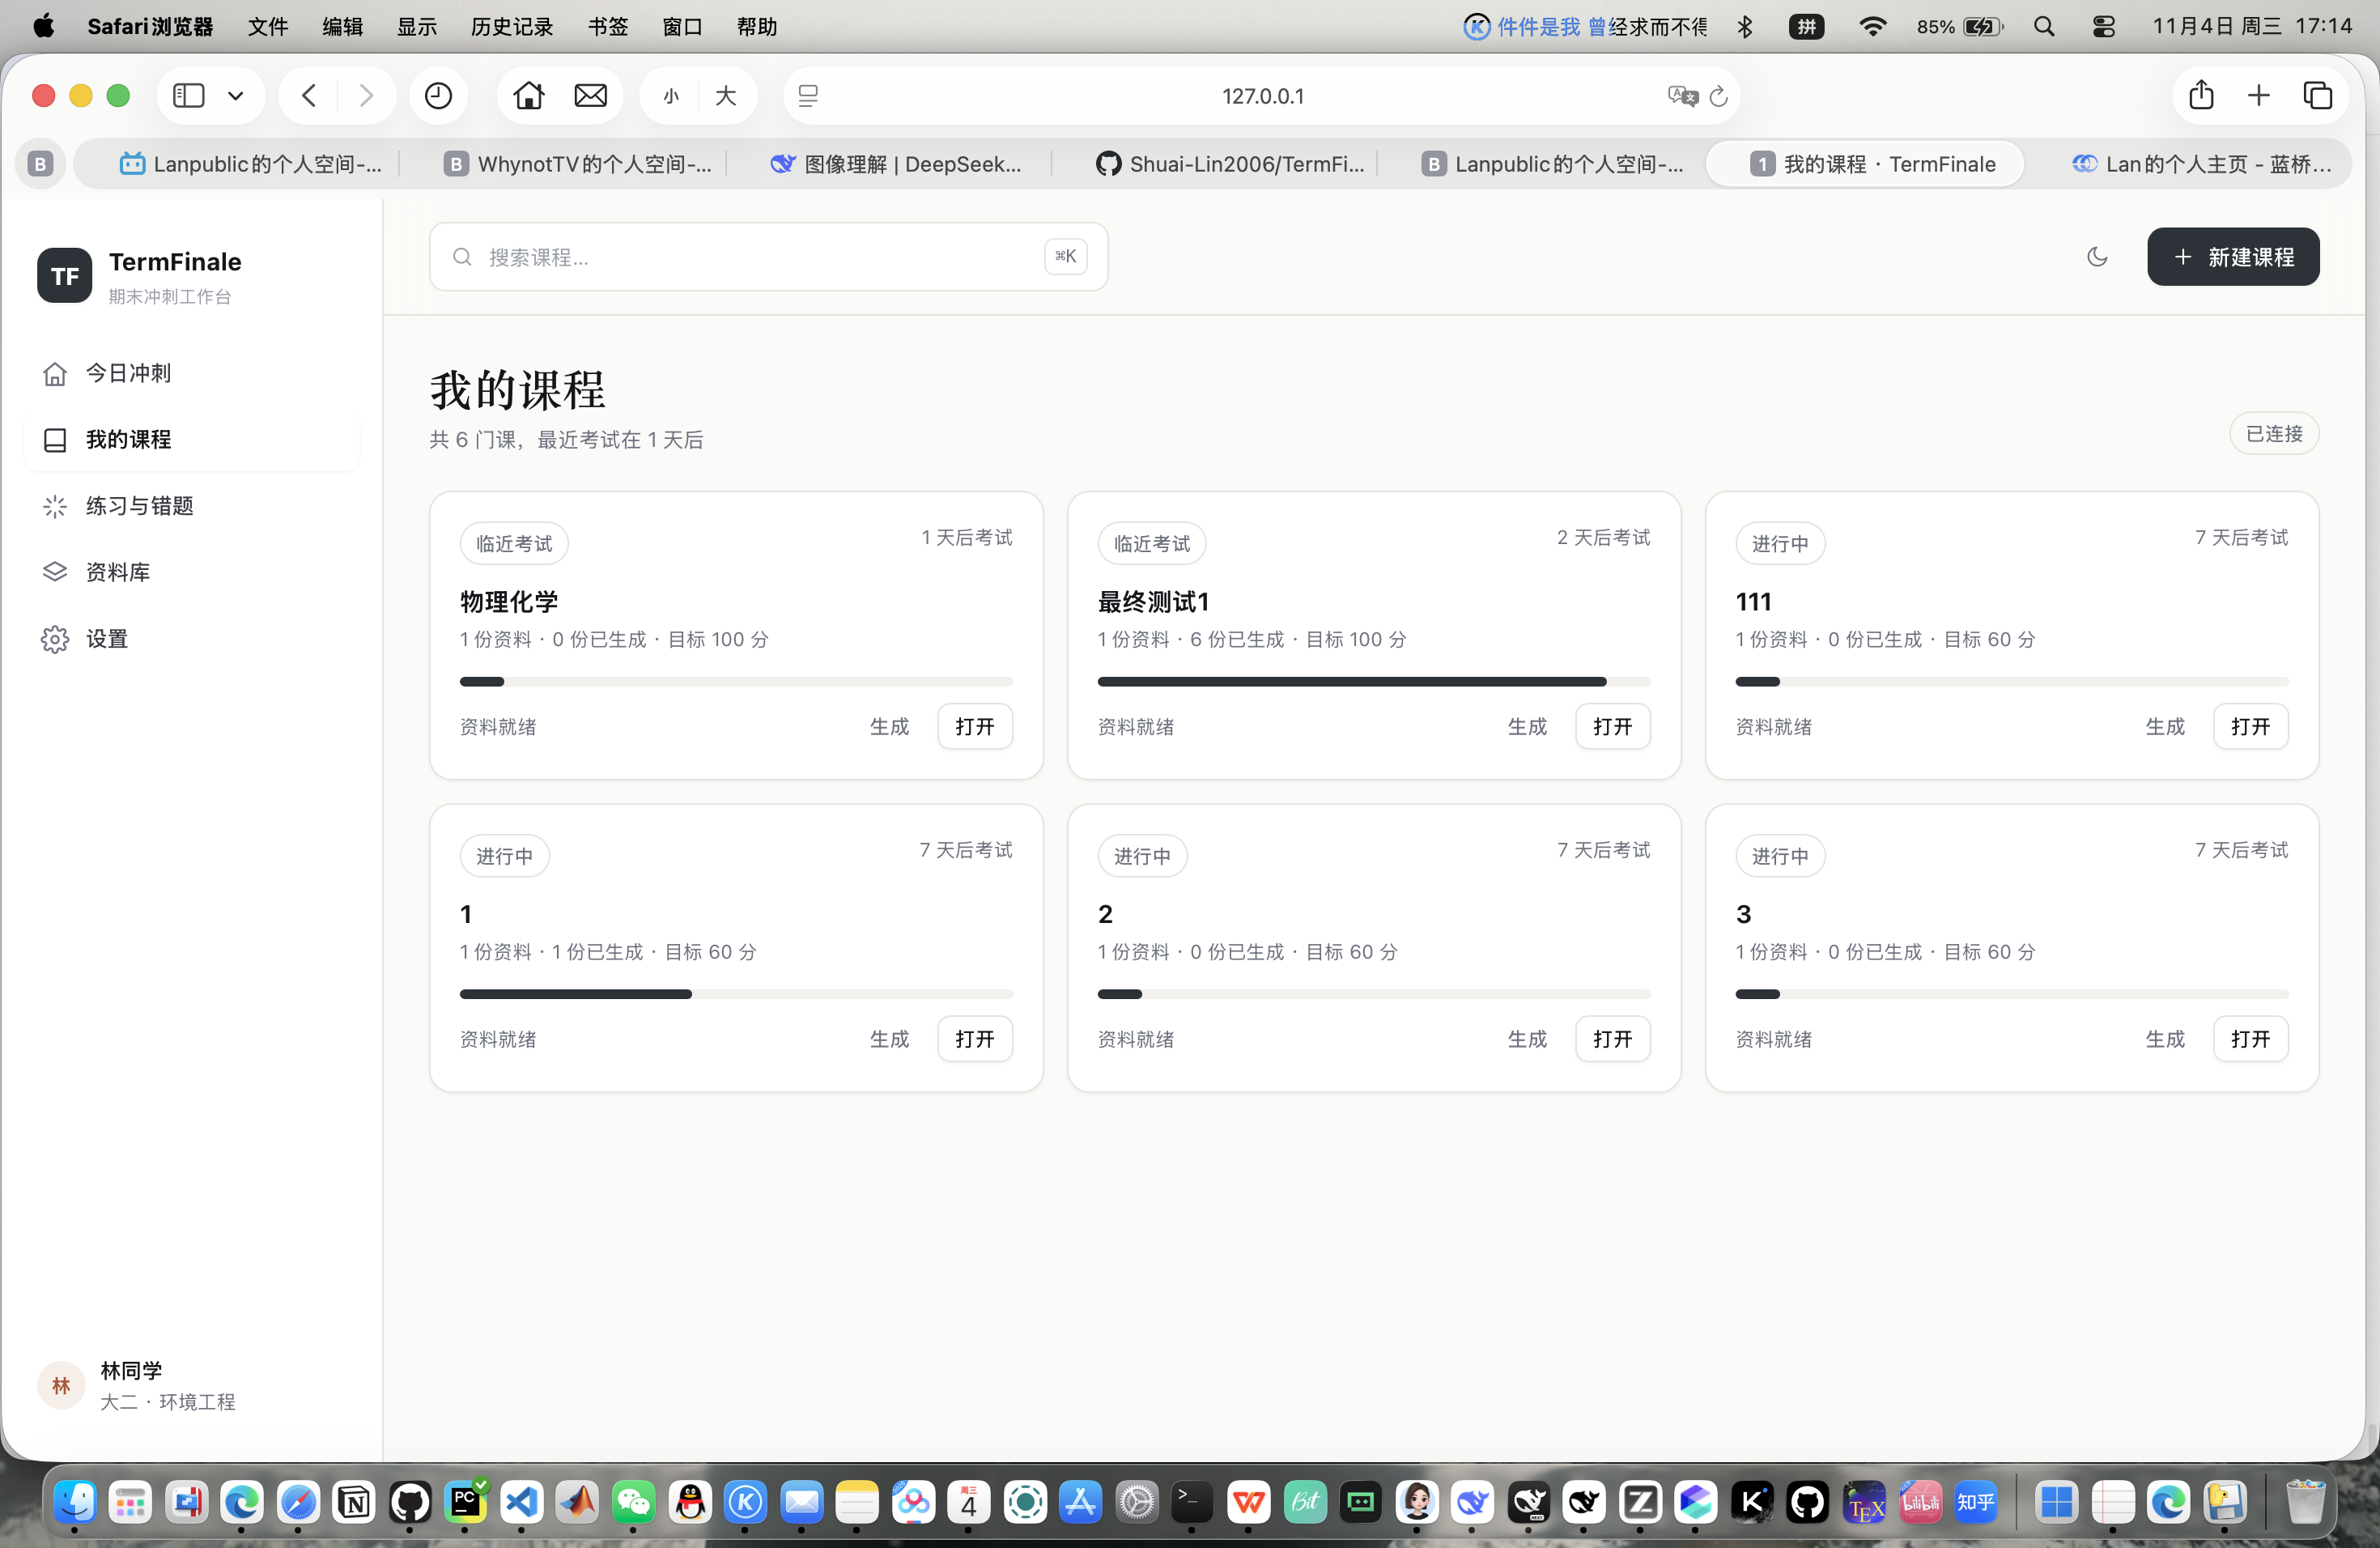 Safari浏览器 文件 编辑 显示 历史记录 书签 窗口 帮助 件件是我 曾经求而不得 拼 85% 11月4日 周三 17:14
小 大 127.0.0.1
B Lanpublic的个人空间-... B WhynotTV的个人空间-... 图像理解 | DeepSeek... Shuai-Lin2006/TermFi... B Lanpublic的个人空间-... 1 我的课程 · TermFinale Lan的个人主页 - 蓝桥...
TF TermFinale
期末冲刺工作台
今日冲刺
我的课程
练习与错题
资料库
设置
林 林同学
大二 · 环境工程
搜索课程... ⌘K
+ 新建课程
我的课程
共 6 门课，最近考试在 1 天后
已连接
临近考试 1 天后考试
物理化学
1 份资料 · 0 份已生成 · 目标 100 分
资料就绪 生成 打开
临近考试 2 天后考试
最终测试1
1 份资料 · 6 份已生成 · 目标 100 分
资料就绪 生成 打开
进行中 7 天后考试
111
1 份资料 · 0 份已生成 · 目标 60 分
资料就绪 生成 打开
进行中 7 天后考试
1
1 份资料 · 1 份已生成 · 目标 60 分
资料就绪 生成 打开
进行中 7 天后考试
2
1 份资料 · 0 份已生成 · 目标 60 分
资料就绪 生成 打开
进行中 7 天后考试
3
1 份资料 · 0 份已生成 · 目标 60 分
资料就绪 生成 打开
PC 周三 4 Bit TEX bilibili 知乎